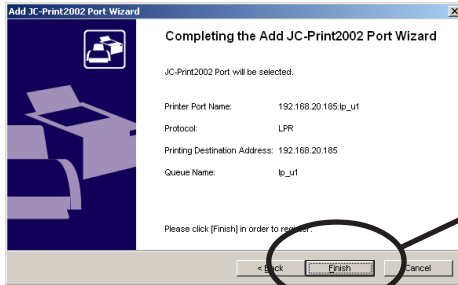 Add JC-Print2002 Port Wizard
Completing the Add JC-Print2002 Port Wizard
JC-Print2002 Port will be selected.
Printer Port Name: 192.168.20.185:lp_u1
Protocol: LPR
Printing Destination Address: 192.168.20.185
Queue Name: lp_u1
Please click [Finish] in order to register.
< Back Finish Cancel